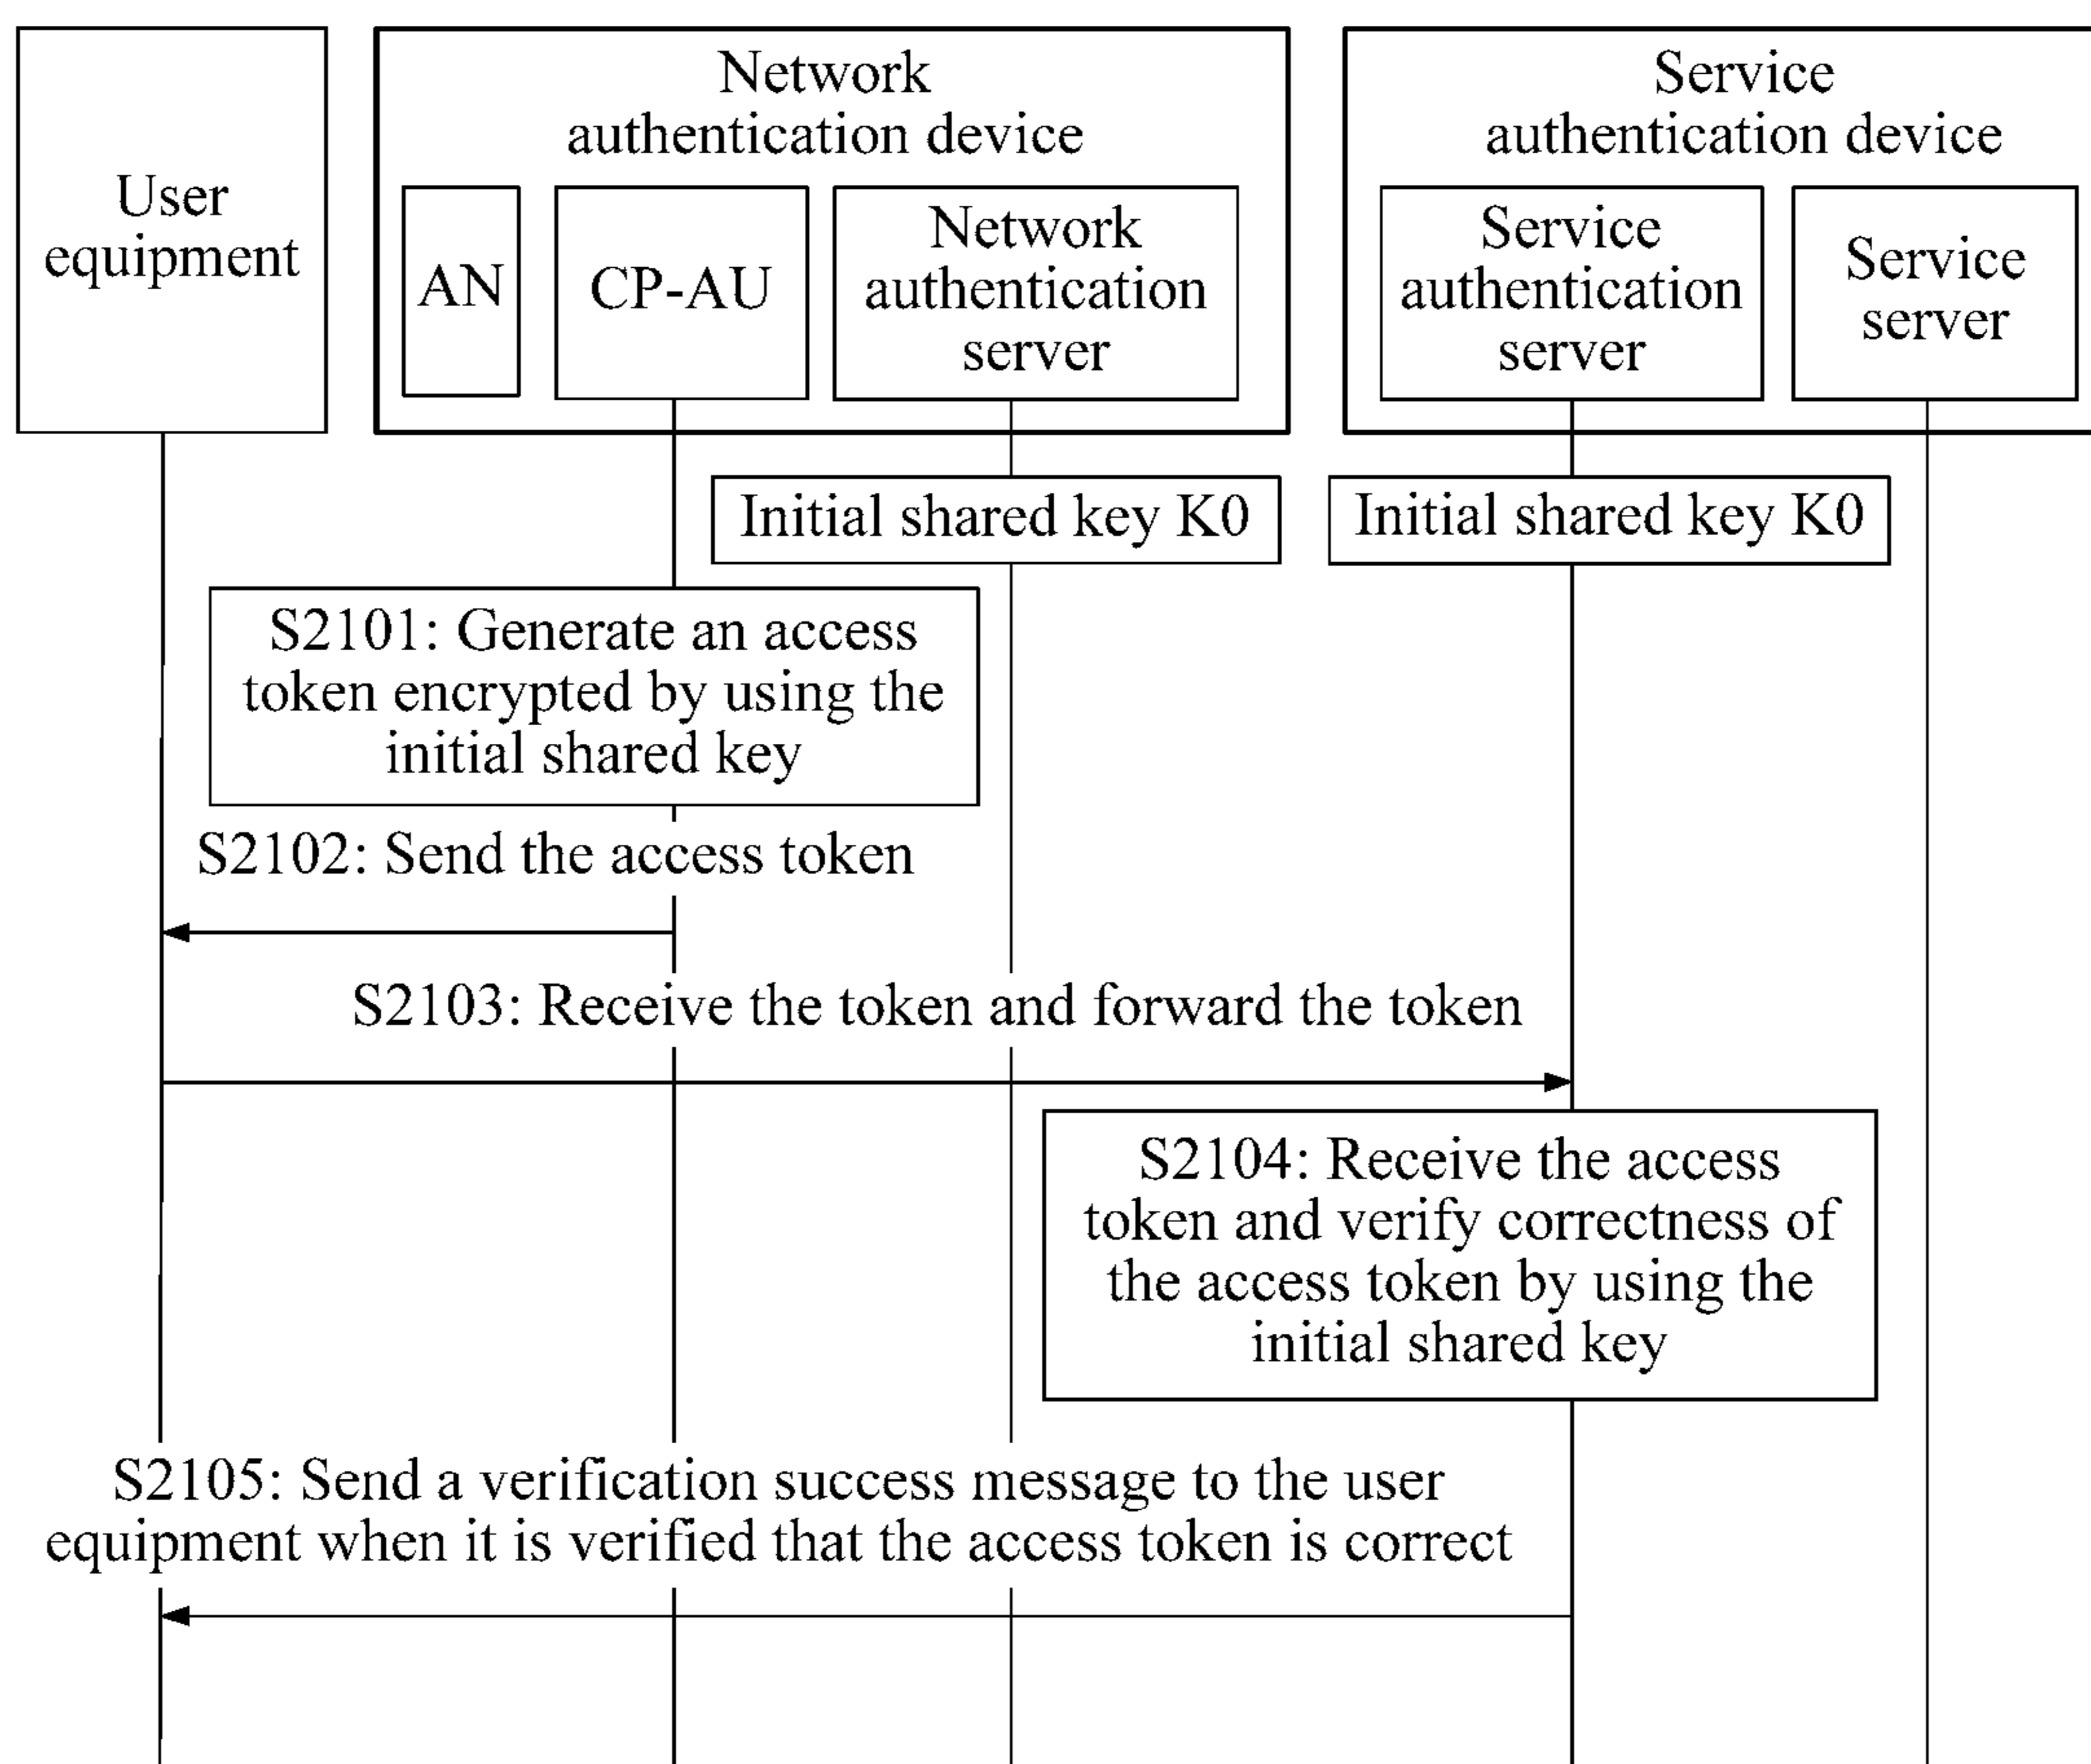 User
equipment
Network
authentication device
AN
CP-AU
Network
authentication
server
Service
authentication device
Service
authentication
server
Service
server
Initial shared key K0
Initial shared key K0
S2101: Generate an access
token encrypted by using the
initial shared key
S2102: Send the access token
S2103: Receive the token and forward the token
S2104: Receive the access
token and verify correctness of
the access token by using the
initial shared key
S2105: Send a verification success message to the user
equipment when it is verified that the access token is correct